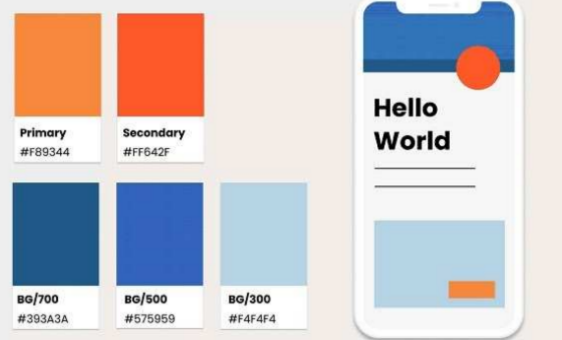 Primary
#F89344
Secondary
#FF642F
BG/700
#393A3A
BG/500
#575959
BG/300
#F4F4F4
Hello
World